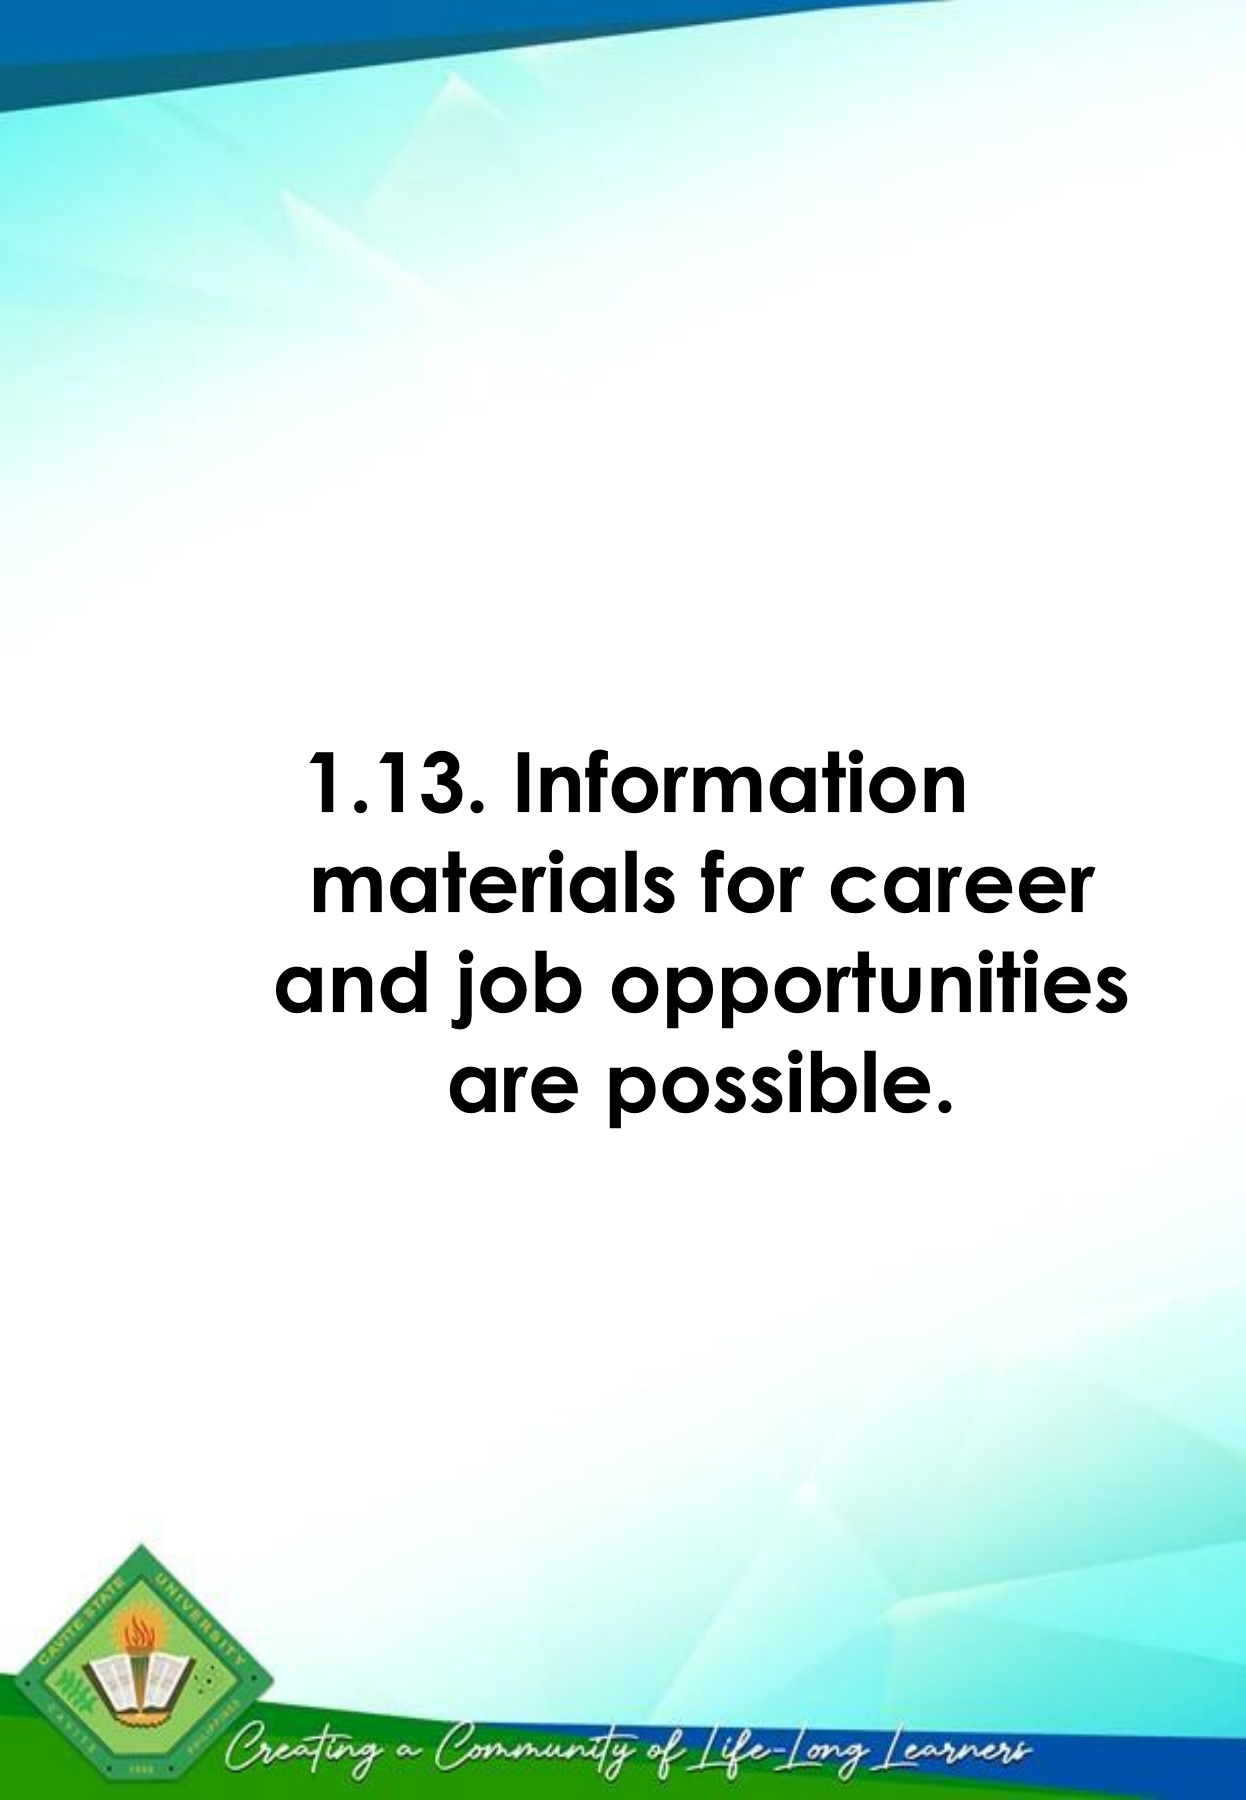 1.13. Information
materials for career
and job opportunities
are possible.
CAVITE STATE UNIVERSITY
CAVITE PHILIPPINES
Creating a Community of Life-Long Learners